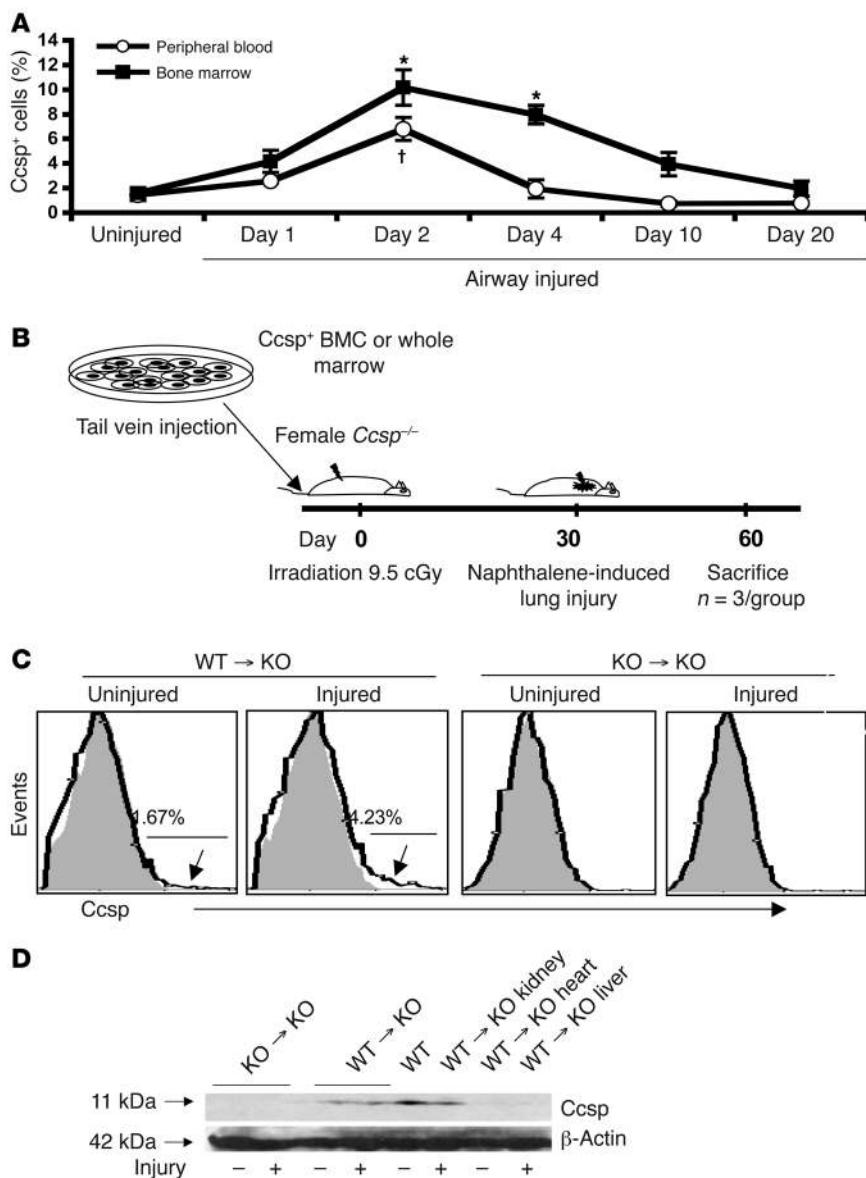 A
Ccsp⁺ cells (%)
14
12
10
8
6
4
2
0
Peripheral blood
Bone marrow
*
*
†
Uninjured Day 1 Day 2 Day 4 Day 10 Day 20
Airway injured
B
Ccsp⁺ BMC or whole
marrow
Tail vein injection
Female Ccsp⁻/⁻
Day 0 30 60
Irradiation 9.5 cGy Naphthalene-induced Sacrifice
lung injury n = 3/group
C
WT → KO KO → KO
Uninjured Injured Uninjured Injured
Events
1.67% 4.23%
Ccsp
D
KO → KO WT → KO WT WT → KO kidney WT → KO heart WT → KO liver
11 kDa → Ccsp
42 kDa → β-Actin
Injury – + – + – + – +